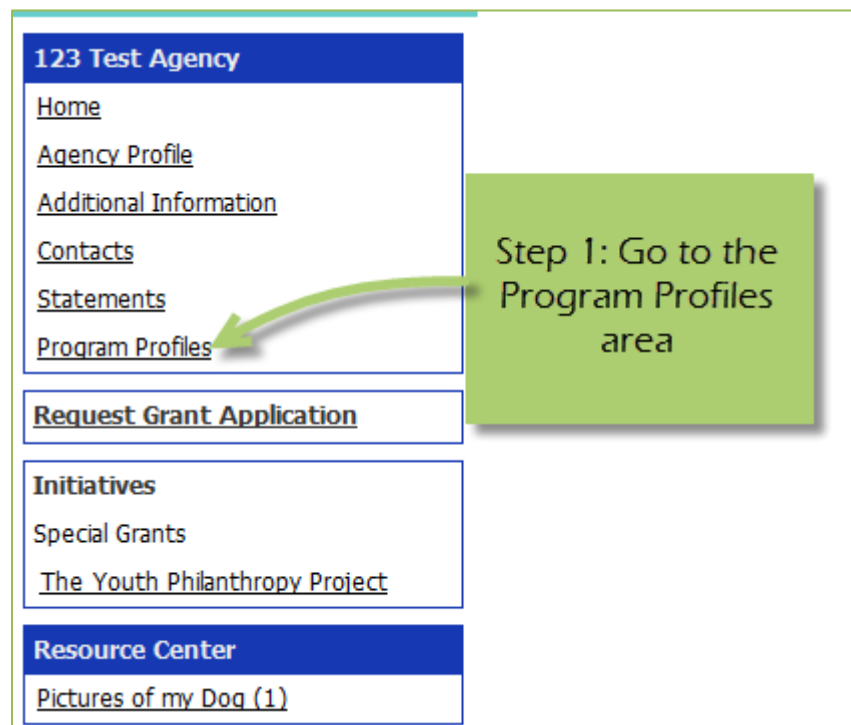 123 Test Agency
Home
Agency Profile
Additional Information
Contacts
Statements
Program Profiles
Step 1: Go to the
Program Profiles
area
Request Grant Application
Initiatives
Special Grants
The Youth Philanthropy Project
Resource Center
Pictures of my Dog (1)